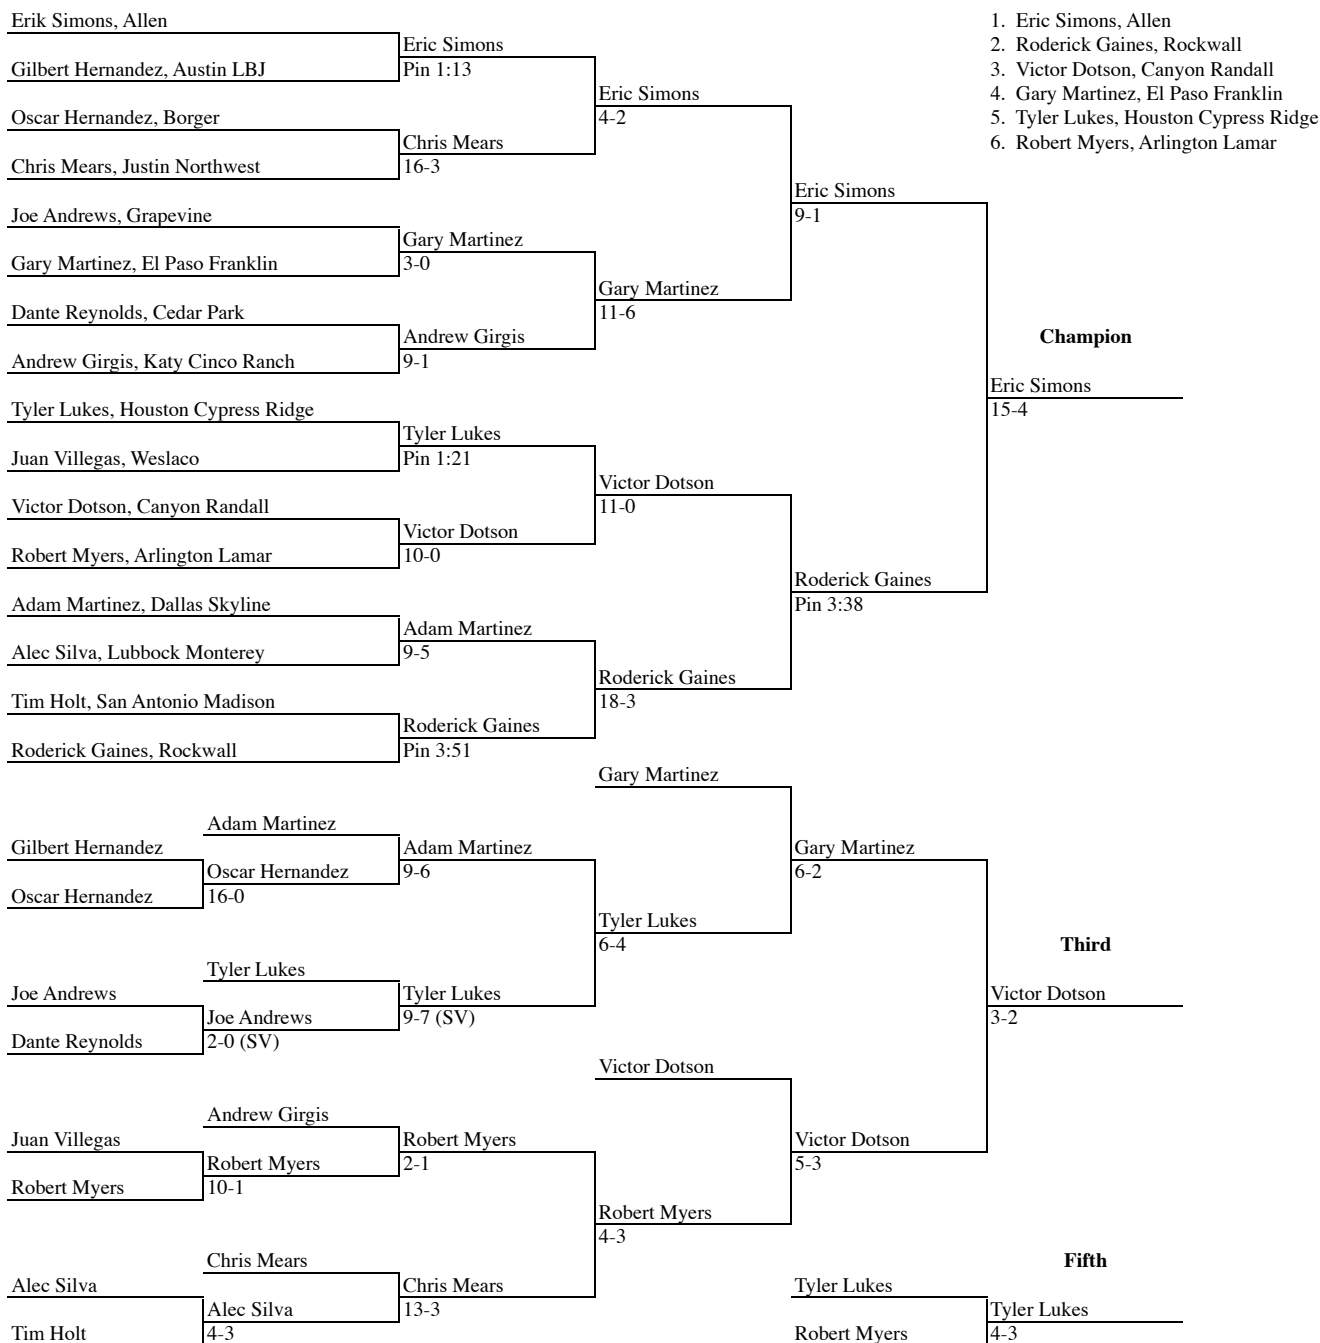 Erik Simons, Allen
Eric Simons
Gilbert Hernandez, Austin LBJ
Pin 1:13
Eric Simons
4-2
Oscar Hernandez, Borger
Chris Mears
Chris Mears, Justin Northwest
16-3
Eric Simons
9-1
Joe Andrews, Grapevine
Gary Martinez
Gary Martinez, El Paso Franklin
3-0
Gary Martinez
11-6
Dante Reynolds, Cedar Park
Andrew Girgis
Andrew Girgis, Katy Cinco Ranch
9-1
1. Eric Simons, Allen
2. Roderick Gaines, Rockwall
3. Victor Dotson, Canyon Randall
4. Gary Martinez, El Paso Franklin
5. Tyler Lukes, Houston Cypress Ridge
6. Robert Myers, Arlington Lamar
Champion
Eric Simons
15-4
Tyler Lukes, Houston Cypress Ridge
Tyler Lukes
Juan Villegas, Weslaco
Pin 1:21
Victor Dotson
11-0
Victor Dotson, Canyon Randall
Victor Dotson
Robert Myers, Arlington Lamar
10-0
Roderick Gaines
Pin 3:38
Adam Martinez, Dallas Skyline
Adam Martinez
Alec Silva, Lubbock Monterey
9-5
Roderick Gaines
18-3
Tim Holt, San Antonio Madison
Roderick Gaines
Roderick Gaines, Rockwall
Pin 3:51
Gary Martinez
Adam Martinez
Gilbert Hernandez
Adam Martinez
Gary Martinez
Oscar Hernandez
9-6
6-2
Oscar Hernandez
16-0
Tyler Lukes
6-4
Third
Tyler Lukes
Joe Andrews
Tyler Lukes
Victor Dotson
Joe Andrews
9-7 (SV)
3-2
Dante Reynolds
2-0 (SV)
Victor Dotson
Andrew Girgis
Juan Villegas
Robert Myers
Victor Dotson
Robert Myers
2-1
5-3
Robert Myers
10-1
Robert Myers
4-3
Chris Mears
Fifth
Alec Silva
Chris Mears
Tyler Lukes
Alec Silva
13-3
Tyler Lukes
Tim Holt
4-3
Robert Myers
4-3